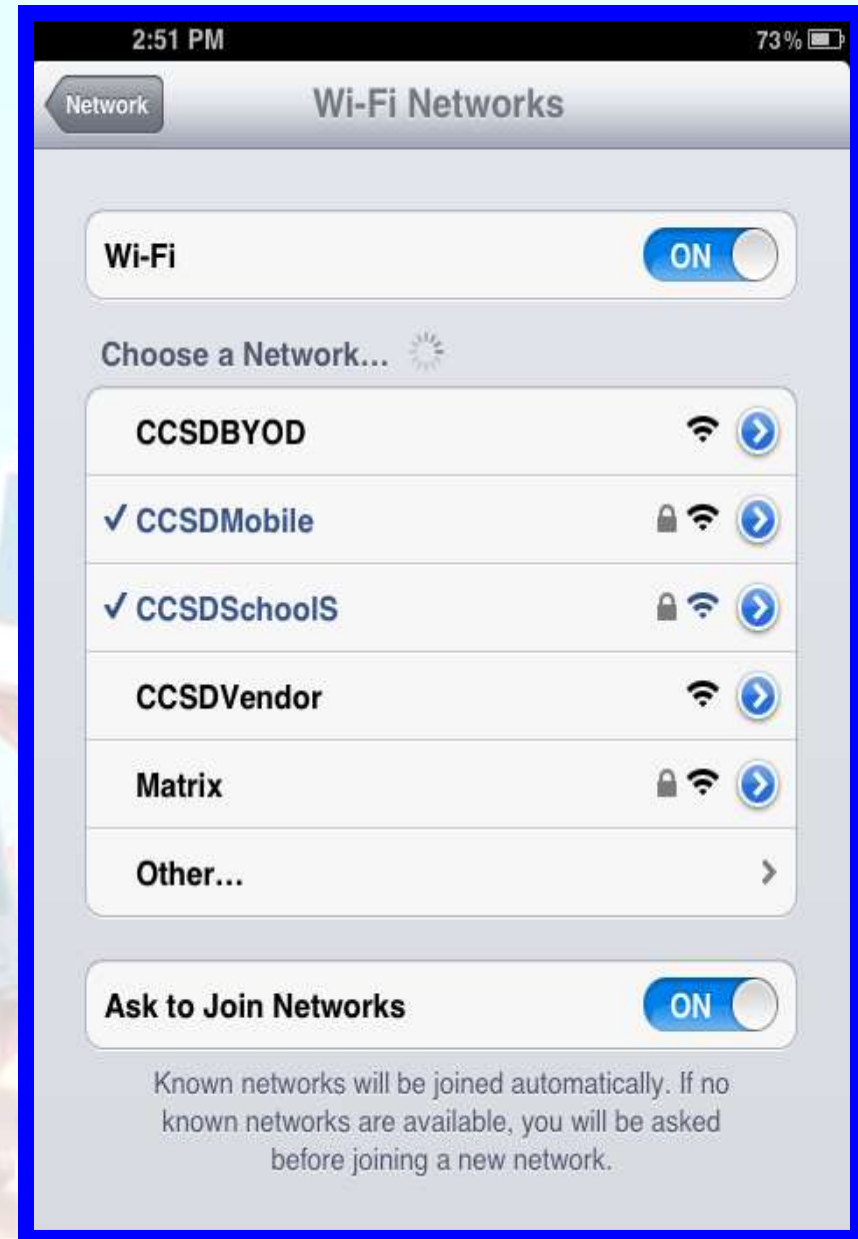 2:51 PM 73%
Network Wi-Fi Networks
Wi-Fi ON
Choose a Network...
CCSDBYOD
✓ CCSDMobile
✓ CCSDSchoolS
CCSDVendor
Matrix
Other...
Ask to Join Networks ON
Known networks will be joined automatically. If no
known networks are available, you will be asked
before joining a new network.